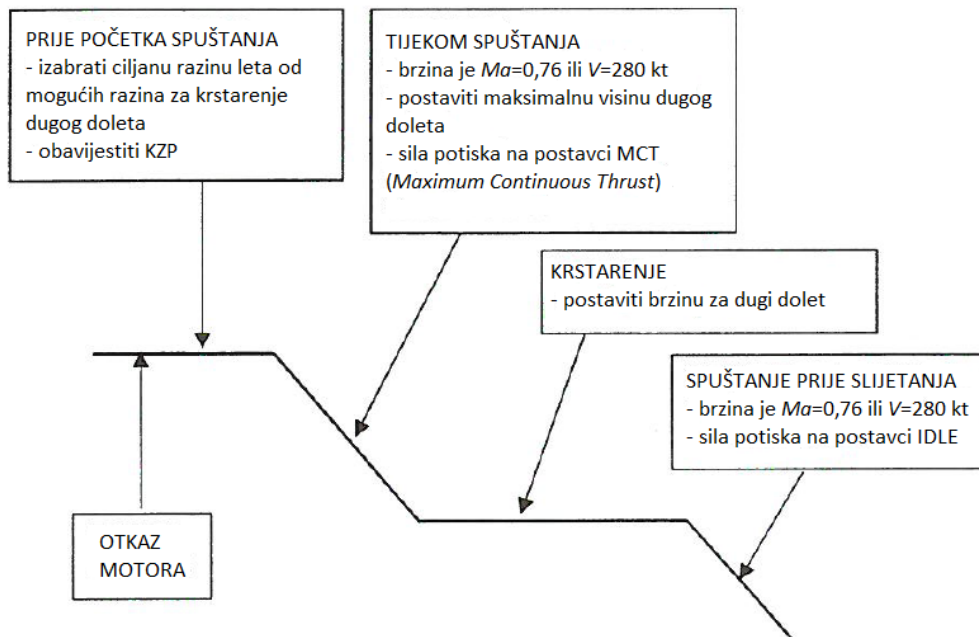 PRIJE POČETKA SPUŠTANJA
- izabrati ciljanu razinu leta od
mogućih razina za krstarenje
dugog doleta
- obavijestiti KZP
TIJEKOM SPUŠTANJA
- brzina je Ma=0,76 ili V=280 kt
- postaviti maksimalnu visinu dugog
doleta
- sila potiska na postavci MCT
(Maximum Continuous Thrust)
KRSTARENJE
- postaviti brzinu za dugi dolet
SPUŠTANJE PRIJE SLIJETANJA
- brzina je Ma=0,76 ili V=280 kt
- sila potiska na postavci IDLE
OTKAZ
MOTORA